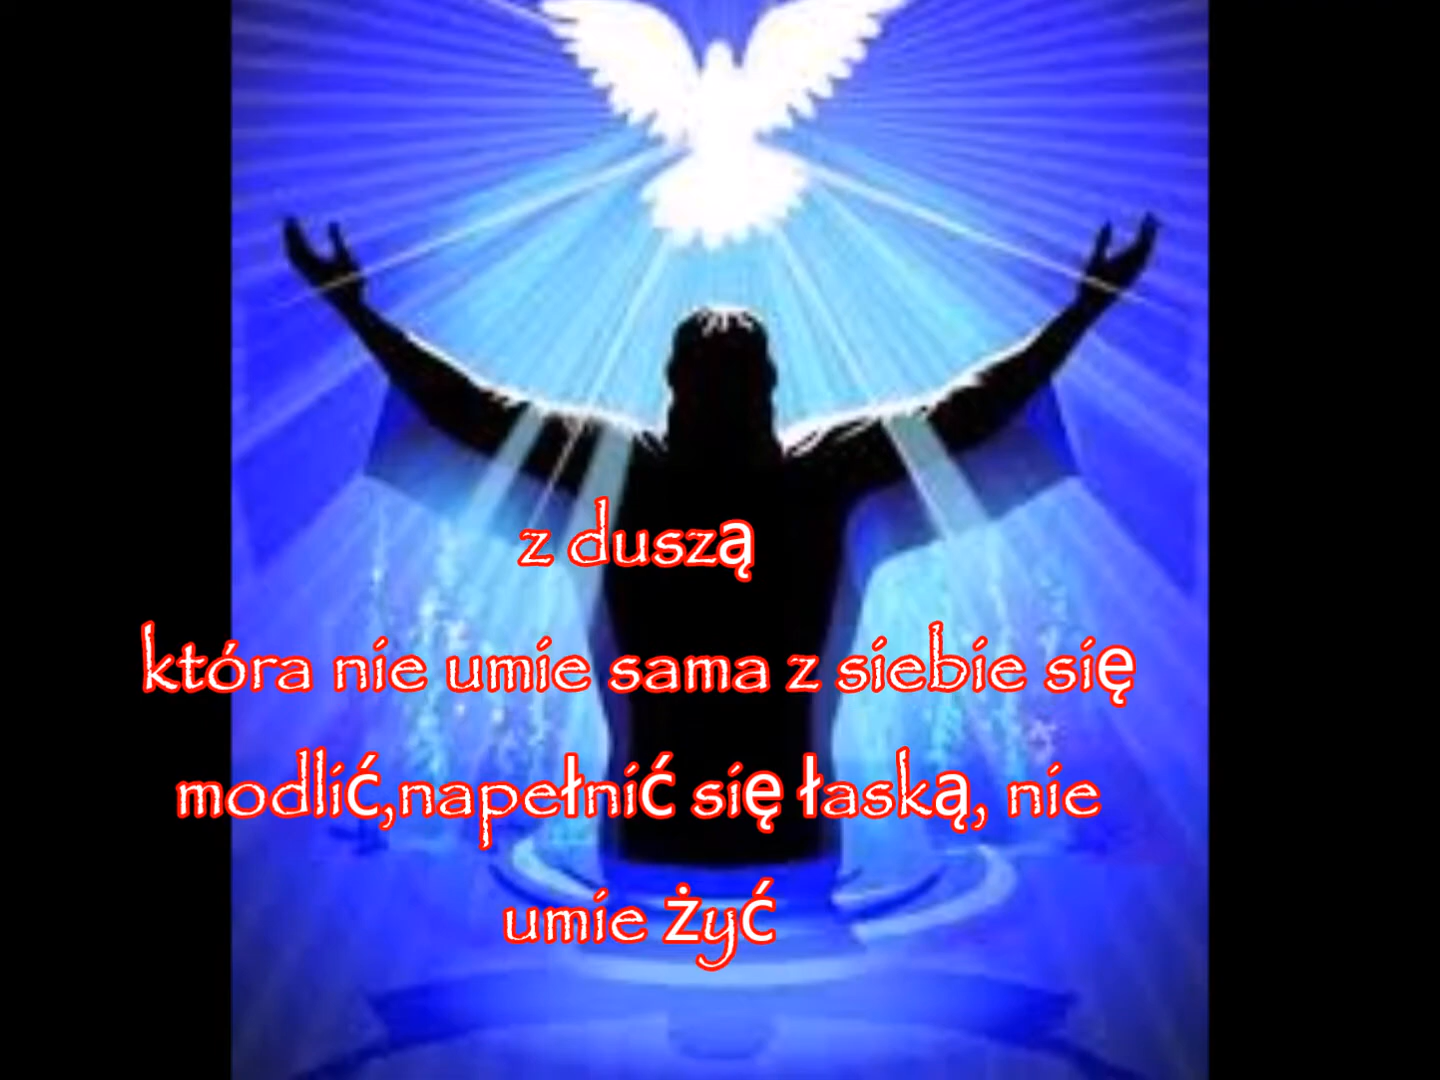 z duszą
która nie umie sama z siebie się
modlić,napełnić się łaską, nie
umie żyć